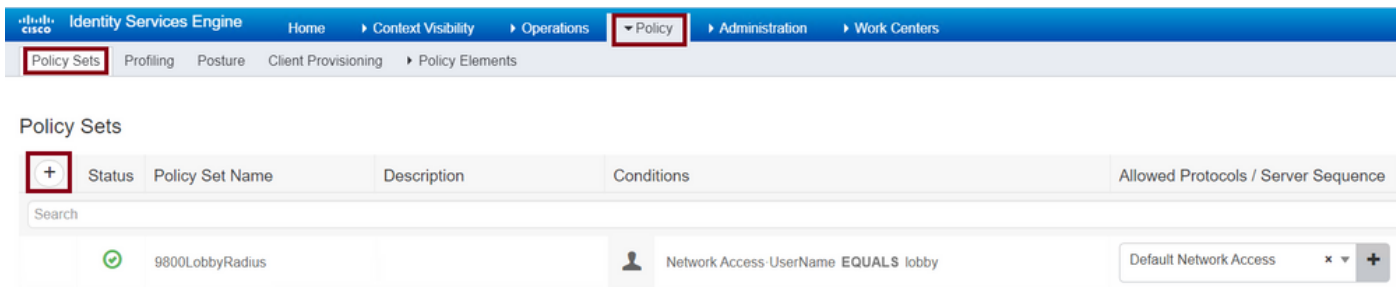 cisco Identity Services Engine Home Context Visibility Operations Policy Administration Work Centers
Policy Sets Profiling Posture Client Provisioning Policy Elements
Policy Sets
+ Status Policy Set Name Description Conditions Allowed Protocols / Server Sequence
Search
9800LobbyRadius Network Access·UserName EQUALS lobby Default Network Access × +